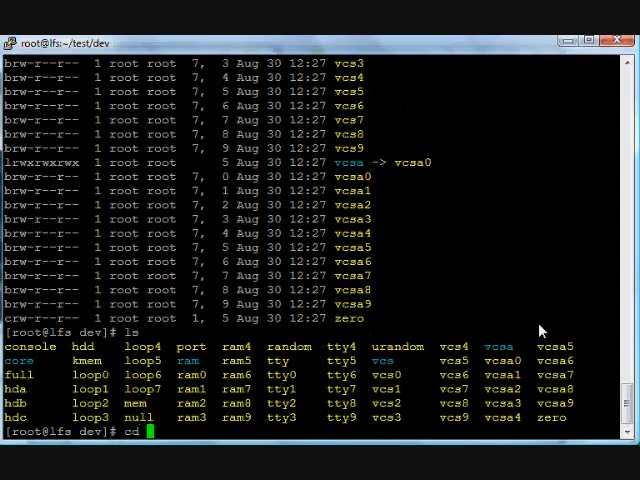 root@lfs:~/test/dev
brw-r--r-- 1 root root 7, 3 Aug 30 12:27 vcs3
brw-r--r-- 1 root root 7, 4 Aug 30 12:27 vcs4
brw-r--r-- 1 root root 7, 5 Aug 30 12:27 vcs5
brw-r--r-- 1 root root 7, 6 Aug 30 12:27 vcs6
brw-r--r-- 1 root root 7, 7 Aug 30 12:27 vcs7
brw-r--r-- 1 root root 7, 8 Aug 30 12:27 vcs8
brw-r--r-- 1 root root 7, 9 Aug 30 12:27 vcs9
lrwxrwxrwx 1 root root 5 Aug 30 12:27 vcsa -> vcsa0
brw-r--r-- 1 root root 7, 0 Aug 30 12:27 vcsa0
brw-r--r-- 1 root root 7, 1 Aug 30 12:27 vcsa1
brw-r--r-- 1 root root 7, 2 Aug 30 12:27 vcsa2
brw-r--r-- 1 root root 7, 3 Aug 30 12:27 vcsa3
brw-r--r-- 1 root root 7, 4 Aug 30 12:27 vcsa4
brw-r--r-- 1 root root 7, 5 Aug 30 12:27 vcsa5
brw-r--r-- 1 root root 7, 6 Aug 30 12:27 vcsa6
brw-r--r-- 1 root root 7, 7 Aug 30 12:27 vcsa7
brw-r--r-- 1 root root 7, 8 Aug 30 12:27 vcsa8
brw-r--r-- 1 root root 7, 9 Aug 30 12:27 vcsa9
brw-r--r-- 1 root root 1, 5 Aug 30 12:27 zero
[root@lfs dev]# ls
console hdd loop4 port ram4 random tty4 urandom vcs4 vcsa vcsa5
core kmem loop5 ram ram5 tty tty5 vcs vcs5 vcsa0 vcsa6
full loop0 loop6 ram0 ram6 tty0 tty6 vcs0 vcs6 vcsa1 vcsa7
hda loop1 loop7 ram1 ram7 tty1 tty7 vcs1 vcs7 vcsa2 vcsa8
hdb loop2 mem ram2 ram8 tty2 tty8 vcs2 vcs8 vcsa3 vcsa9
hdc loop3 null ram3 ram9 tty3 tty9 vcs3 vcs9 vcsa4 zero
[root@lfs dev]# cd